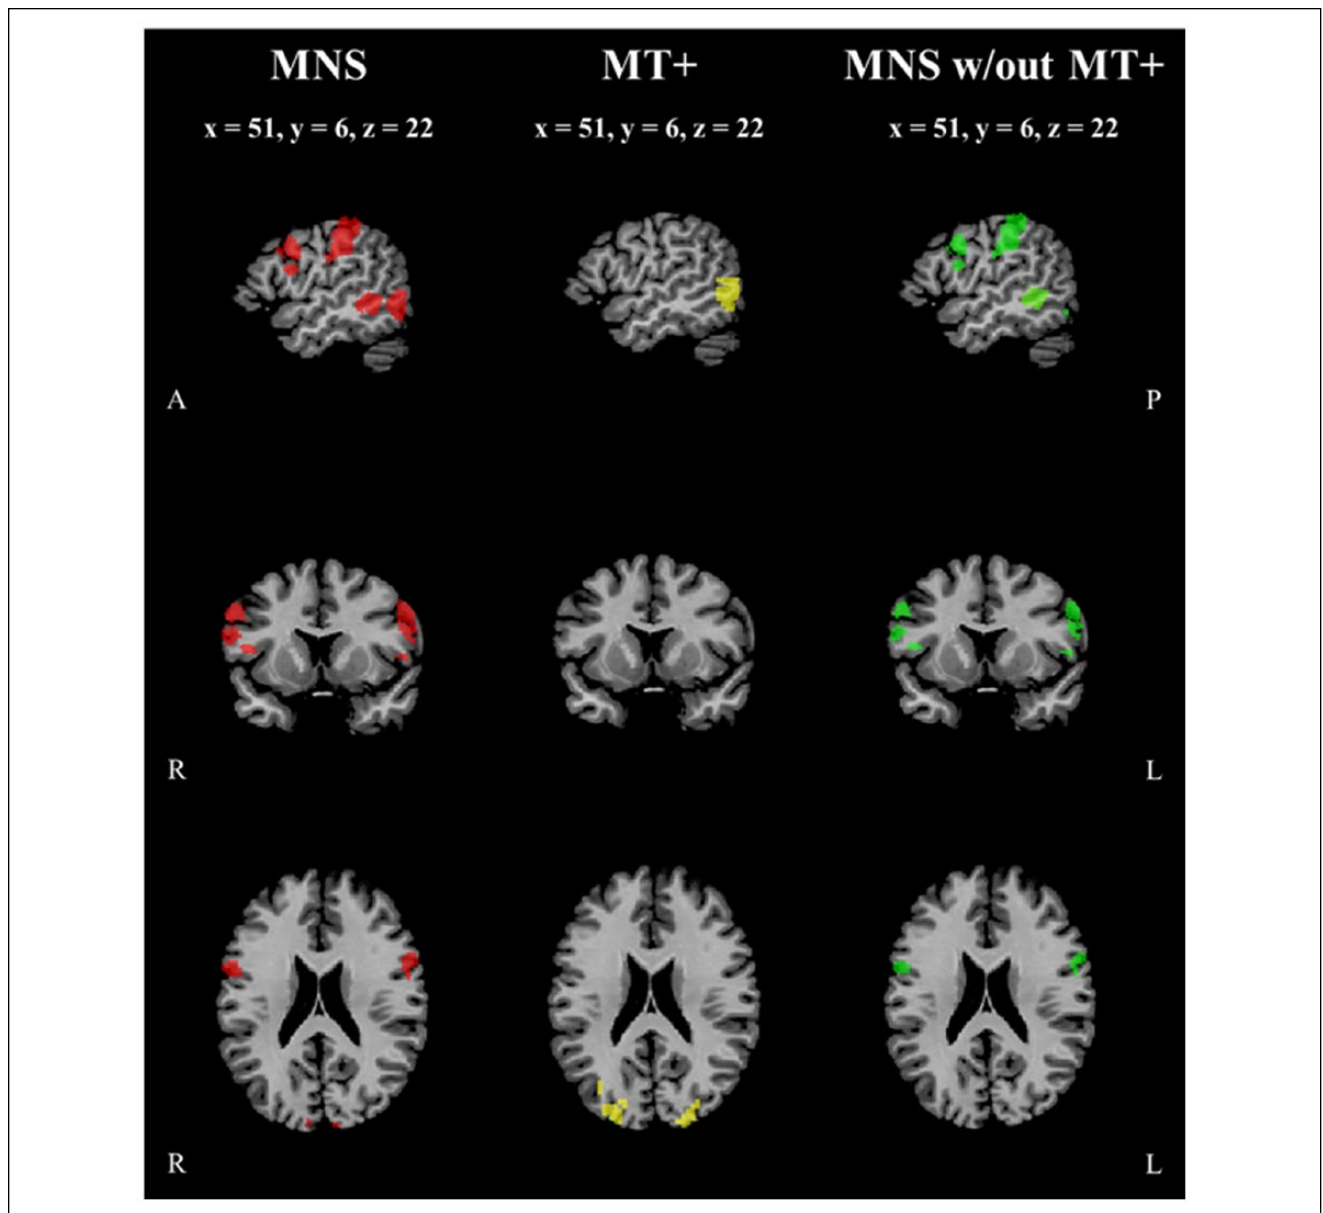 MNS MT+ MNS w/out MT+
x = 51, y = 6, z = 22 x = 51, y = 6, z = 22 x = 51, y = 6, z = 22
A P
R L
R L